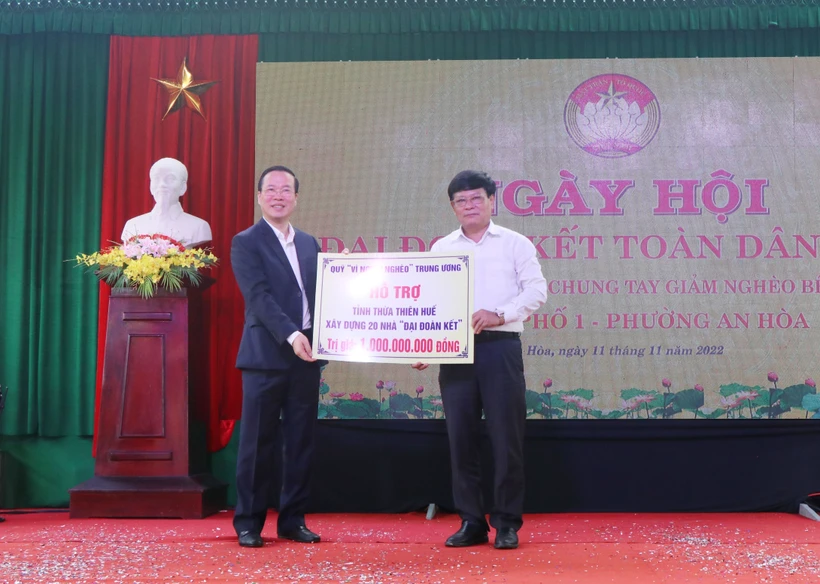 NGÀY HỘI
ĐẠI ĐOÀN KẾT TOÀN DÂN
CHUNG TAY GIẢM NGHÈO
PHỐ 1 - PHƯỜNG AN HÒA
Hòa, ngày 11 tháng 11 năm 2022
QUỸ "VÌ NGƯỜI NGHÈO" TRUNG ƯƠNG
HỖ TRỢ
TỈNH THỪA THIÊN HUẾ
XÂY DỰNG 20 NHÀ "ĐẠI ĐOÀN KẾT"
Trị giá 1.000.000.000 ĐỒNG